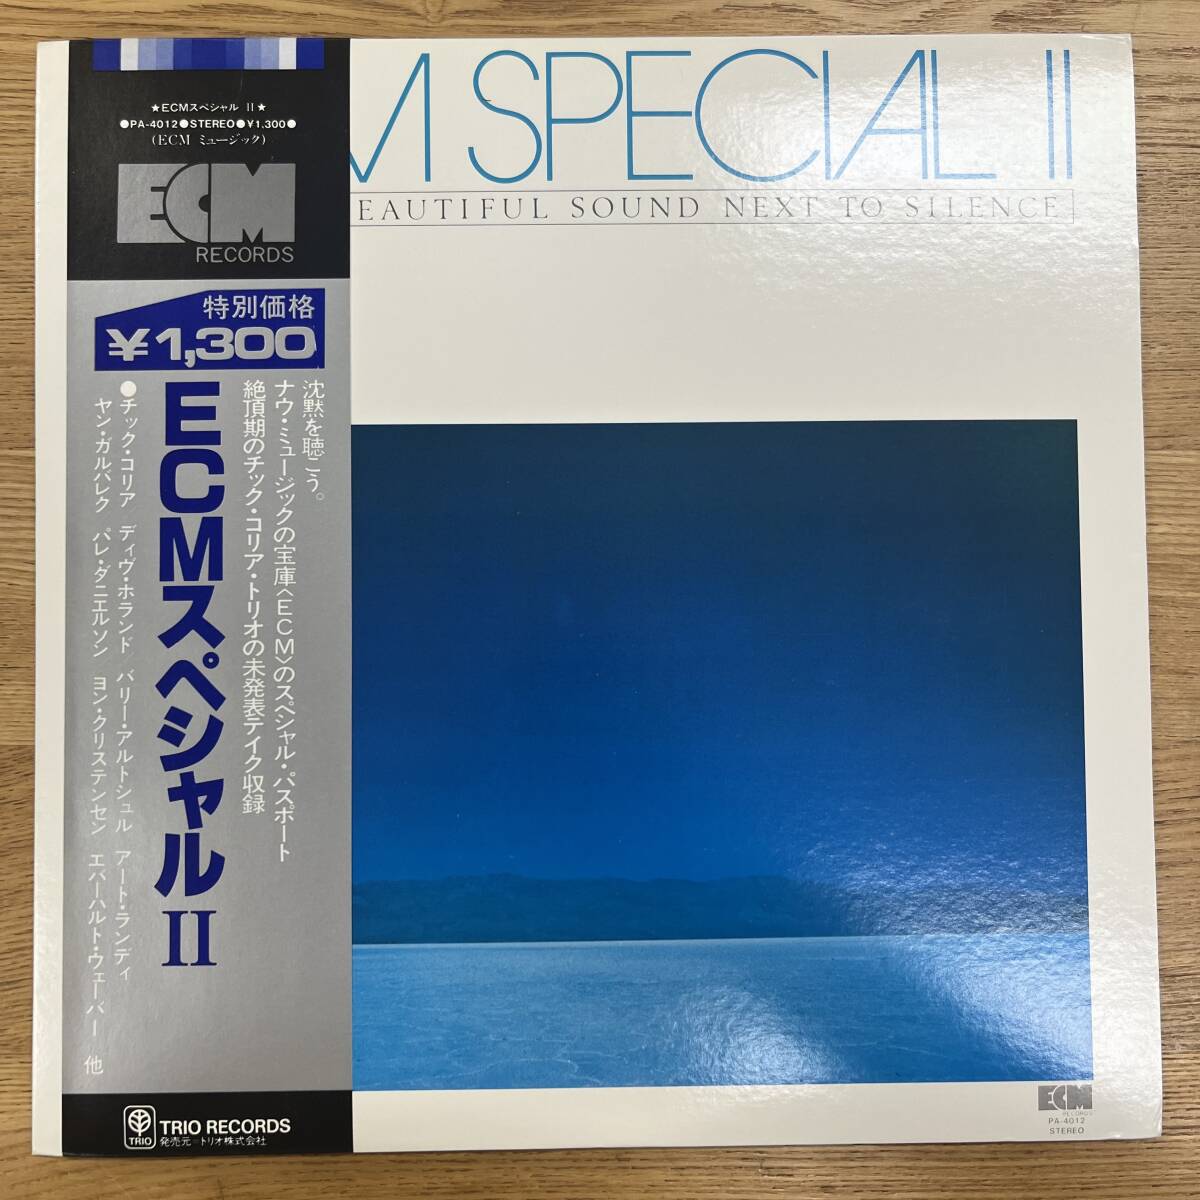 ★ECMスペシャル II★
●PA-4012●STEREO●¥1,300●
(ECM ミュージック)
ECM
RECORDS
特別価格
¥1,300
沈黙を聴こう。
ナウ・ミュージックの宝庫〈ECM〉のスペシャル・パスポート
絶頂期のチック・コリア・トリオの未発表テイク収録
ECMスペシャル II
●チック・コリア ディヴ・ホランド バリー・アルトシュル アート・ランディ
ヤン・ガルバレク パレ・ダニエルソン ヨン・クリステンセン エバーハルト・ウェーバー 他
TRIO
TRIO RECORDS
発売元=トリオ株式会社
M SPECIAL II
EAUTIFUL SOUND NEXT TO SILENCE
ECM
RECORDS
PA-4012
STEREO